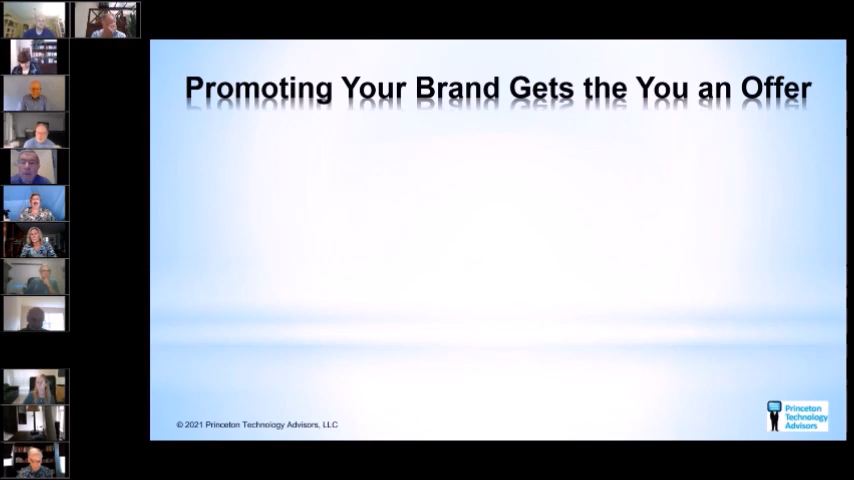 Promoting Your Brand Gets the You an Offer
© 2021 Princeton Technology Advisors, LLC
Princeton
Technology
Advisors